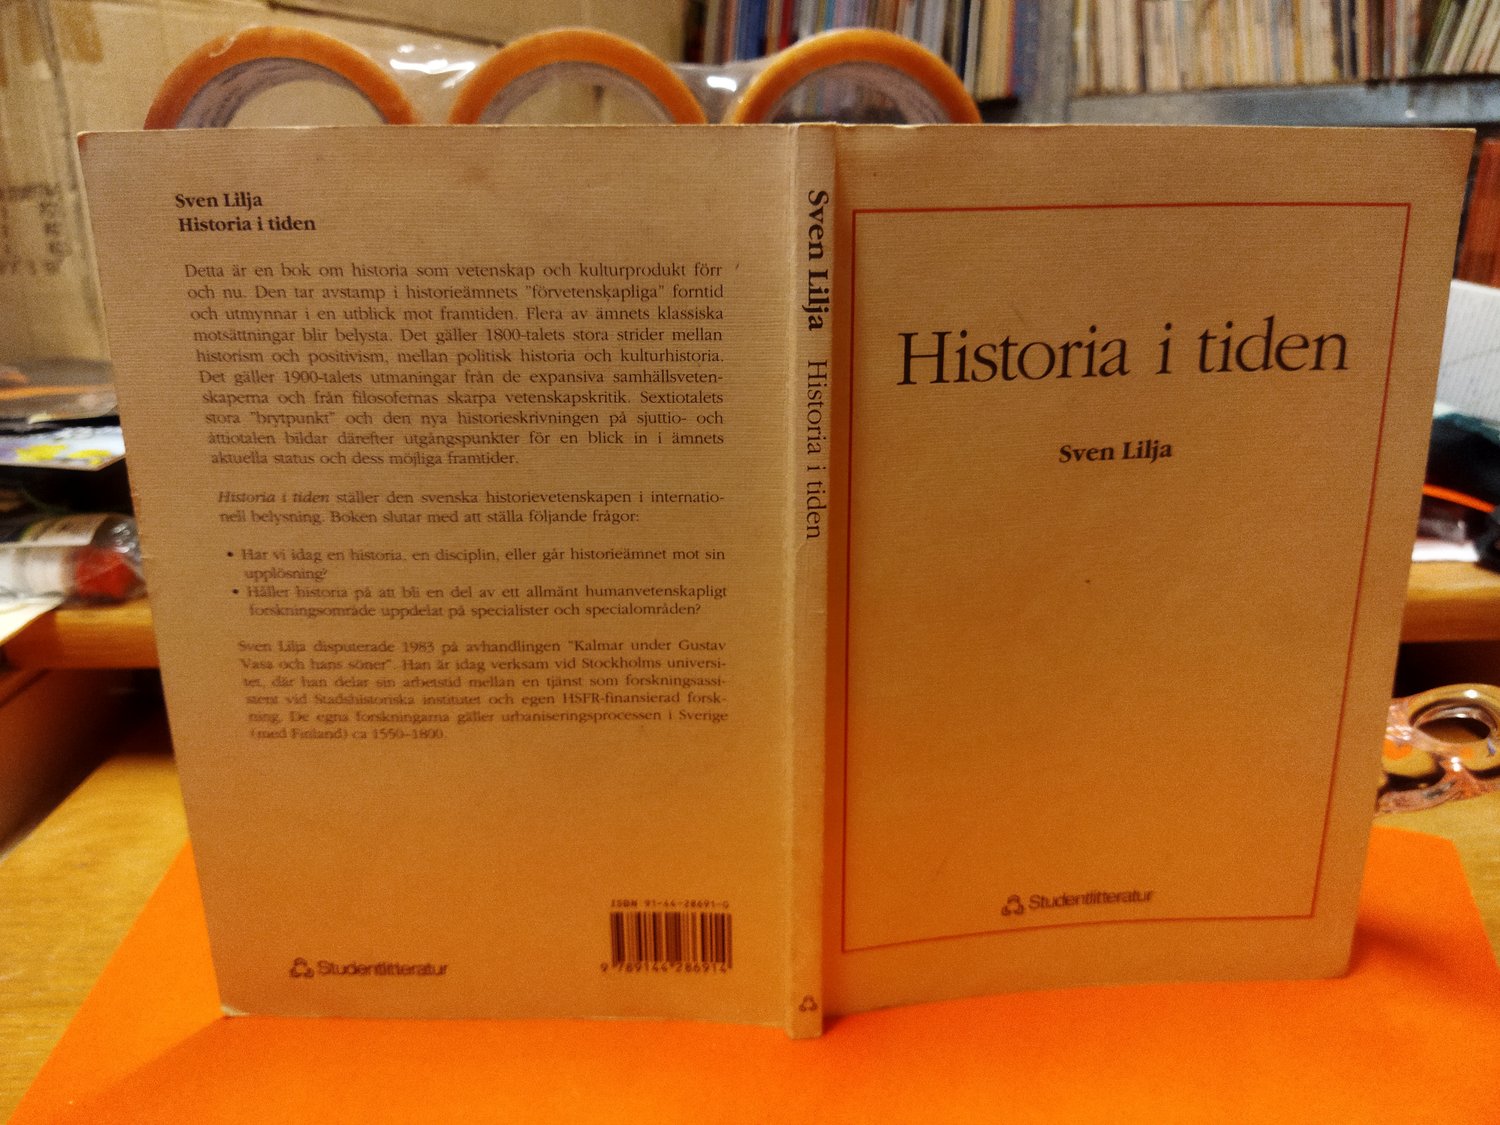 Sven Lilja
Historia i tiden
Detta är en bok om historia som vetenskap och kulturprodukt förr
och nu. Den tar avstamp i historieämnets "förvetenskapliga" forntid
och utmynnar i en utblick mot framtiden. Flera av ämnets klassiska
motsättningar blir belysta. Det gäller 1800-talets stora strider mellan
historism och positivism, mellan politisk historia och kulturhistoria.
Det gäller 1900-talets utmaningar från de expansiva samhällsveten-
skaperna och från filosofernas skarpa vetenskapskritik. Sextiotalets
stora "brytpunkt" och den nya historieskrivningen på sjuttio- och
åttiotalen bildar därefter utgångspunkter för en blick in i ämnets
aktuella status och dess möjliga framtider.
Historia i tiden ställer den svenska historievetenskapen i internatio-
nell belysning. Boken slutar med att ställa följande frågor:
• Har vi idag en historia, en disciplin, eller går historieämnet mot sin
upplösning?
• Håller historia på att bli en del av ett allmänt humanvetenskapligt
forskningsområde uppdelat på specialister och specialområden?
Sven Lilja disputerade 1983 på avhandlingen "Kalmar under Gustav
Vasa och hans söner". Han är idag verksam vid Stockholms universi-
tet, där han delar sin arbetstid mellan en tjänst som forskningsassi-
stent vid Stadshistoriska institutet och egen HSFR-finansierad forsk-
ning. De egna forskningarna gäller urbaniseringsprocessen i Sverige
(med Finland) ca 1550–1800.
Studentlitteratur
ISBN 91-44-28691-0
9 789144 286914
Sven Lilja Historia i tiden
Historia i tiden
Sven Lilja
Studentlitteratur